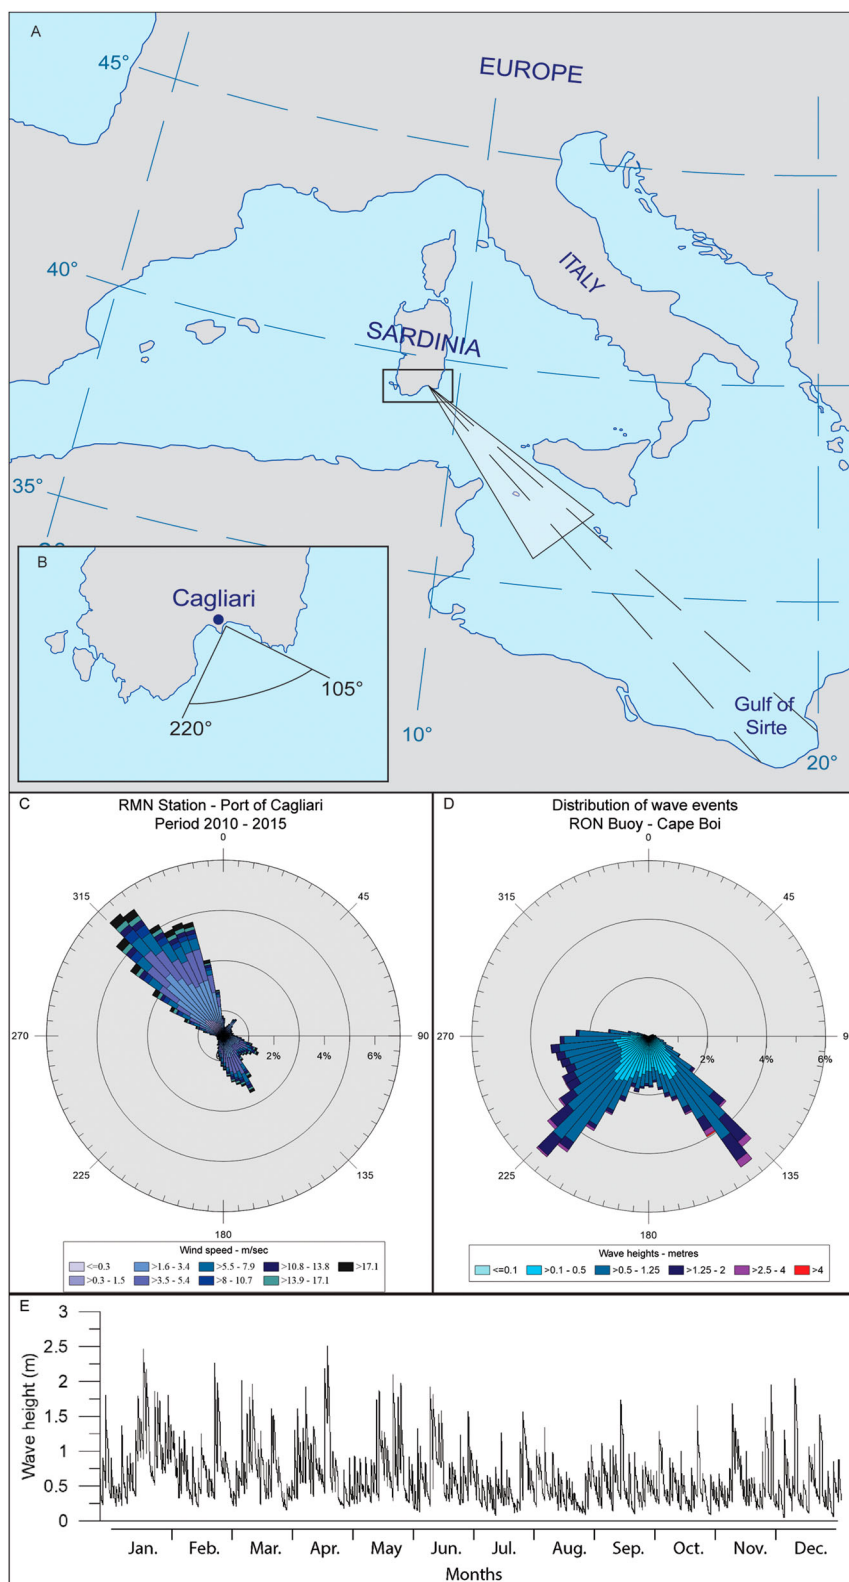 A
45°
EUROPE
40°
ITALY
SARDINIA
35°
B
Cagliari
105°
220°
10°
Gulf of
Sirte
20°
C
RMN Station - Port of Cagliari
Period 2010 - 2015
0
315
45
270
2%
6%
90
225
135
180
Wind speed - m/sec
<=0.3
>1.6 - 3.4
>5.5 - 7.9
>10.8 - 13.8
>17.1
>0.3 - 1.5
>3.5 - 5.4
>8 - 10.7
>13.9 - 17.1
D
Distribution of wave events
RON Buoy - Cape Boi
0
315
45
270
2%
6%
225
135
180
Wave heights - metres
<=0.1
>0.1 - 0.5
>0.5 - 1.25
>1.25 - 2
>2.5 - 4
>4
E
Wave height (m)
3
2.5
2
1.5
1
0.5
0
Jan.
Feb.
Mar.
Apr.
May
Jun.
Jul.
Aug.
Sep.
Oct.
Nov.
Dec.
Months